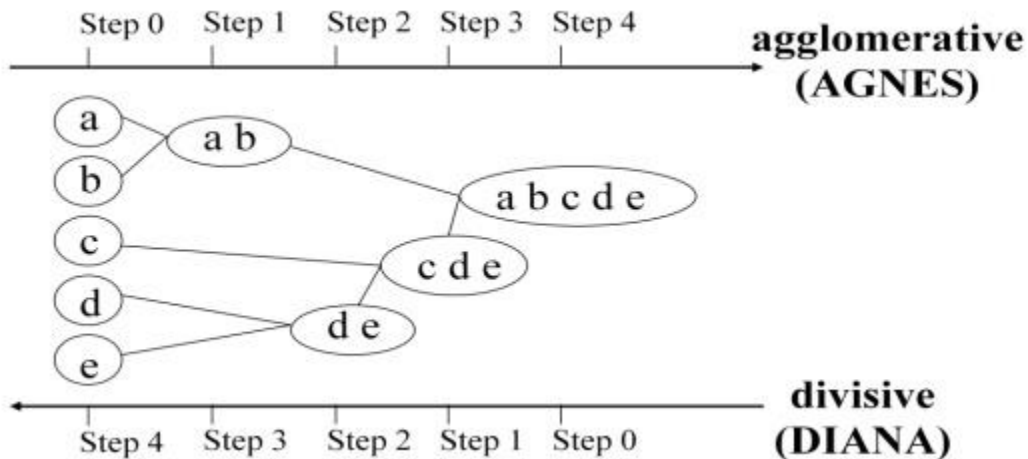 Step 0 Step 1 Step 2 Step 3 Step 4
agglomerative
(AGNES)
a
a b
b
a b c d e
c
c d e
d
d e
e
divisive
(DIANA)
Step 4 Step 3 Step 2 Step 1 Step 0